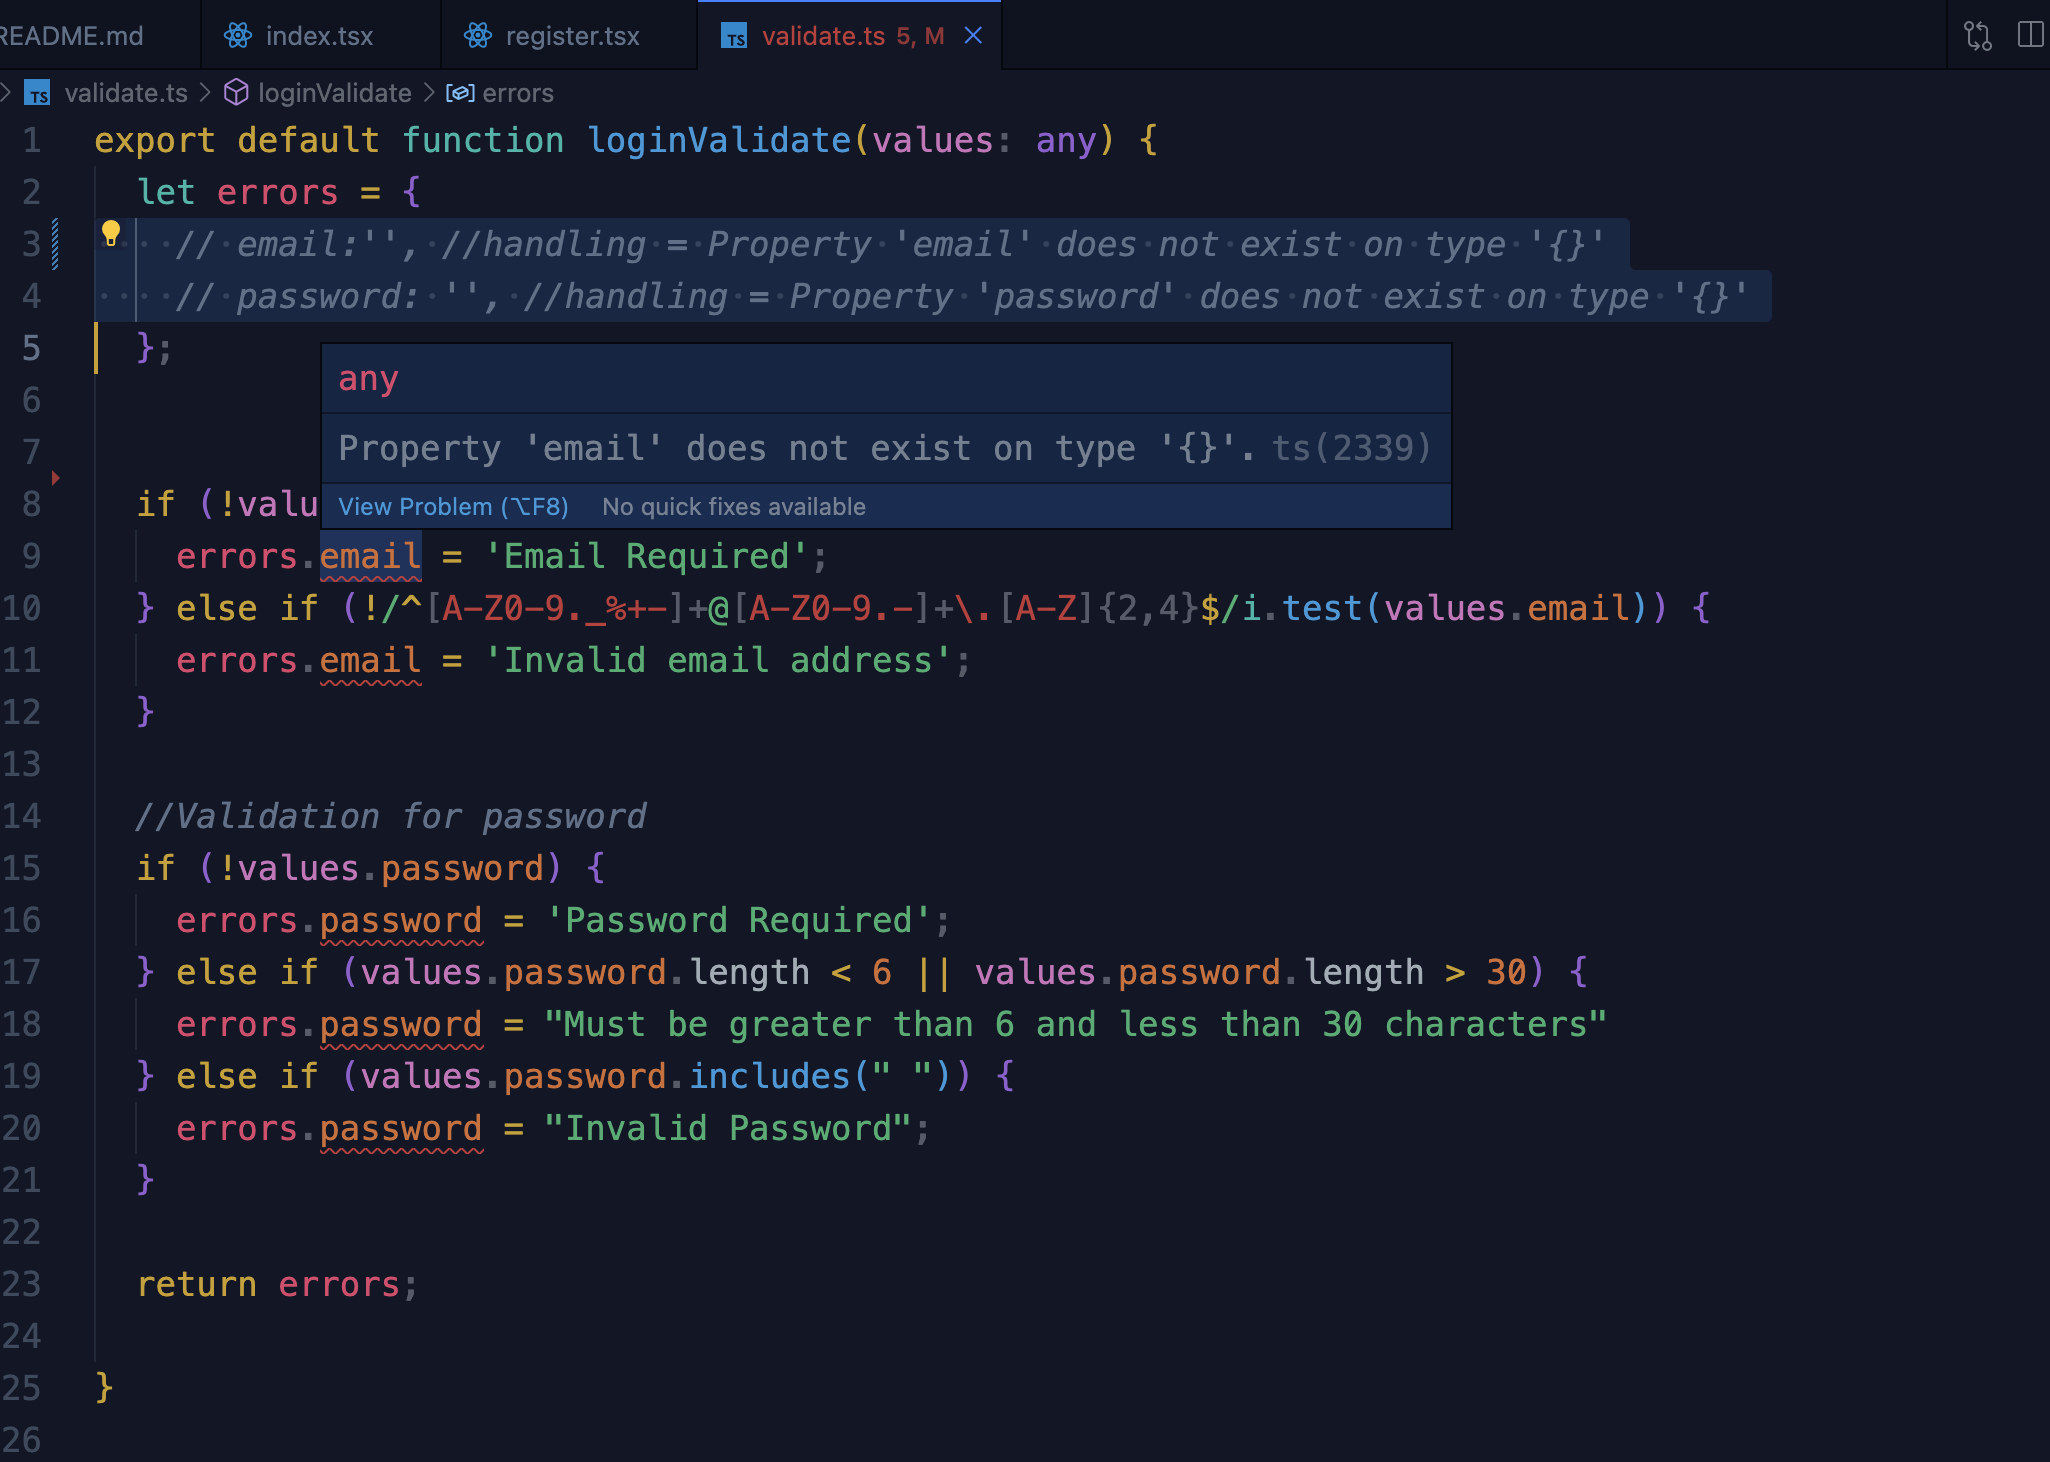 README.md index.tsx register.tsx validate.ts 5, M
validate.ts loginValidate errors
1 export default function loginValidate(values: any) {
2 let errors = {
3 // email:'', //handling = Property 'email' does not exist on type '{}'
4 // password: '', //handling = Property 'password' does not exist on type '{}'
5 };
any
6
Property 'email' does not exist on type '{}'. ts(2339)
7
8 if (!valu
View Problem (⌥F8) No quick fixes available
9 errors.email = 'Email Required';
10 } else if (!/^[A-Z0-9._%+-]+@[A-Z0-9.-]+\.[A-Z]{2,4}$/i.test(values.email)) {
11 errors.email = 'Invalid email address';
12 }
13
14 //Validation for password
15 if (!values.password) {
16 errors.password = 'Password Required';
17 } else if (values.password.length < 6 || values.password.length > 30) {
18 errors.password = "Must be greater than 6 and less than 30 characters"
19 } else if (values.password.includes(" ")) {
20 errors.password = "Invalid Password";
21 }
22
23 return errors;
24
25 }
26